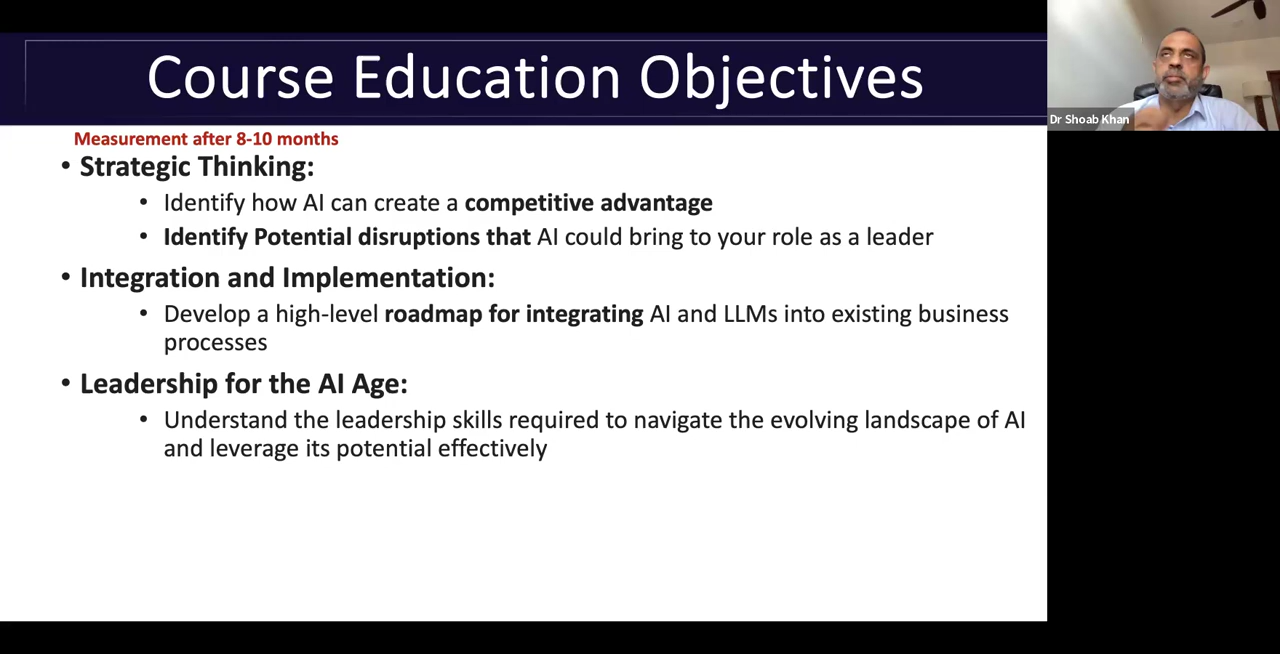 Course Education Objectives
Dr Shoab Khan
Measurement after 8-10 months
• Strategic Thinking:
• Identify how AI can create a competitive advantage
• Identify Potential disruptions that AI could bring to your role as a leader
• Integration and Implementation:
• Develop a high-level roadmap for integrating AI and LLMs into existing business
processes
• Leadership for the AI Age:
• Understand the leadership skills required to navigate the evolving landscape of AI
and leverage its potential effectively